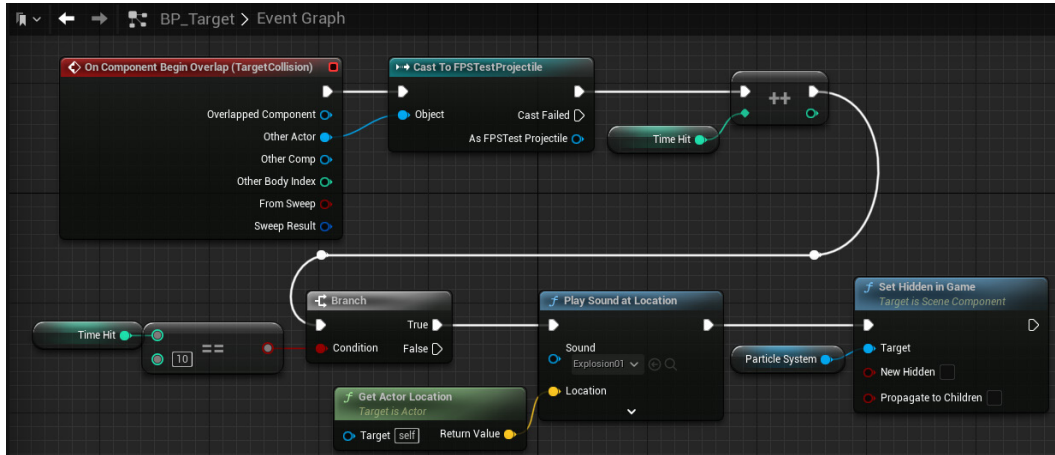 BP_Target > Event Graph
On Component Begin Overlap (TargetCollision)
Overlapped Component
Other Actor
Other Comp
Other Body Index
From Sweep
Sweep Result
Cast To FPSTestProjectile
Object
Cast Failed
As FPSTest Projectile
Time Hit
++
Time Hit
10
==
Branch
True
Condition
False
f Get Actor Location
Target is Actor
Target self
Return Value
f Play Sound at Location
Sound
Explosion01
Location
Particle System
f Set Hidden in Game
Target is Scene Component
Target
New Hidden
Propagate to Children